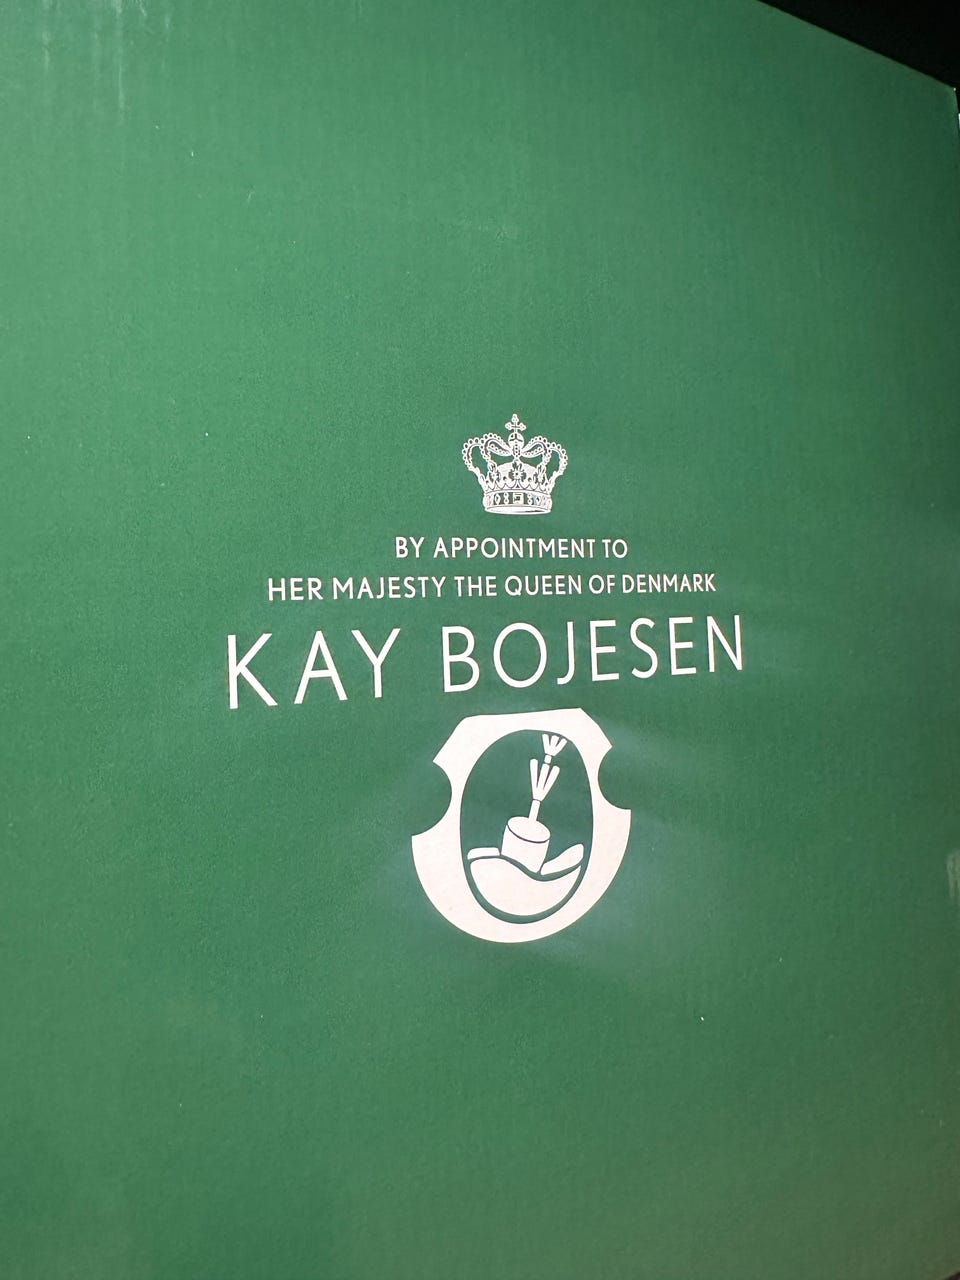 BY APPOINTMENT TO
HER MAJESTY THE QUEEN OF DENMARK
KAY BOJESEN